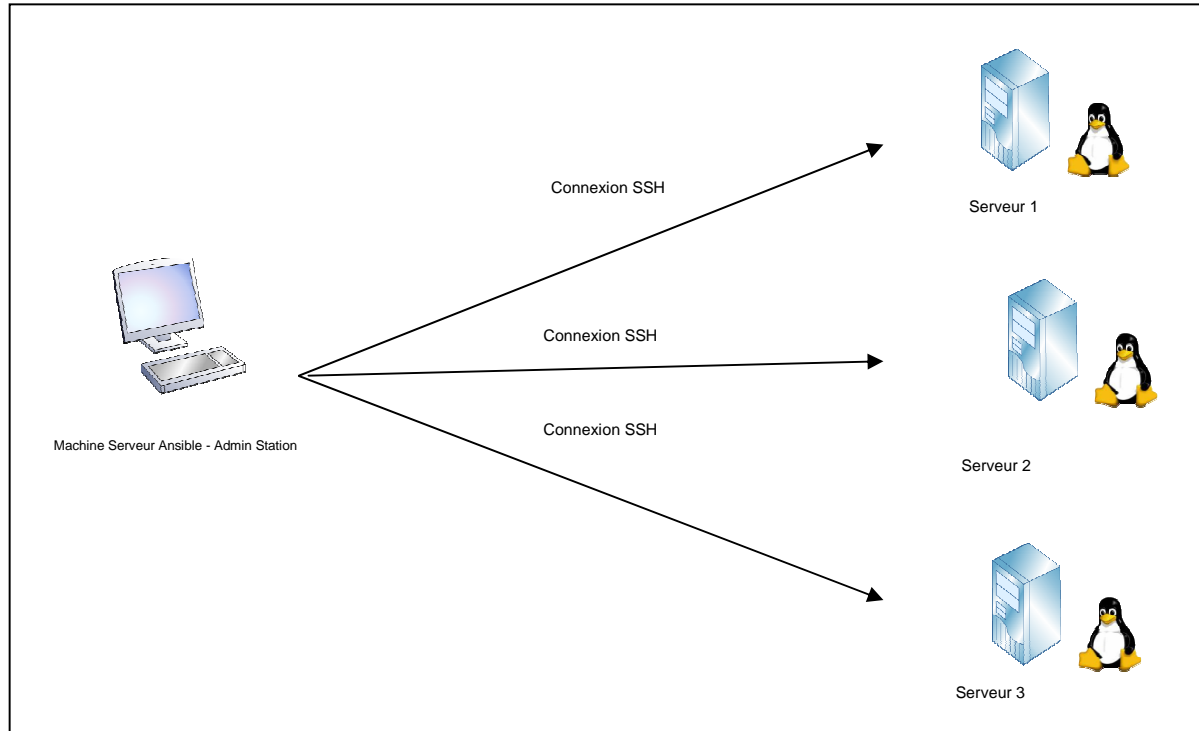 Connexion SSH
Serveur 1
Connexion SSH
Machine Serveur Ansible - Admin Station
Connexion SSH
Serveur 2
Serveur 3